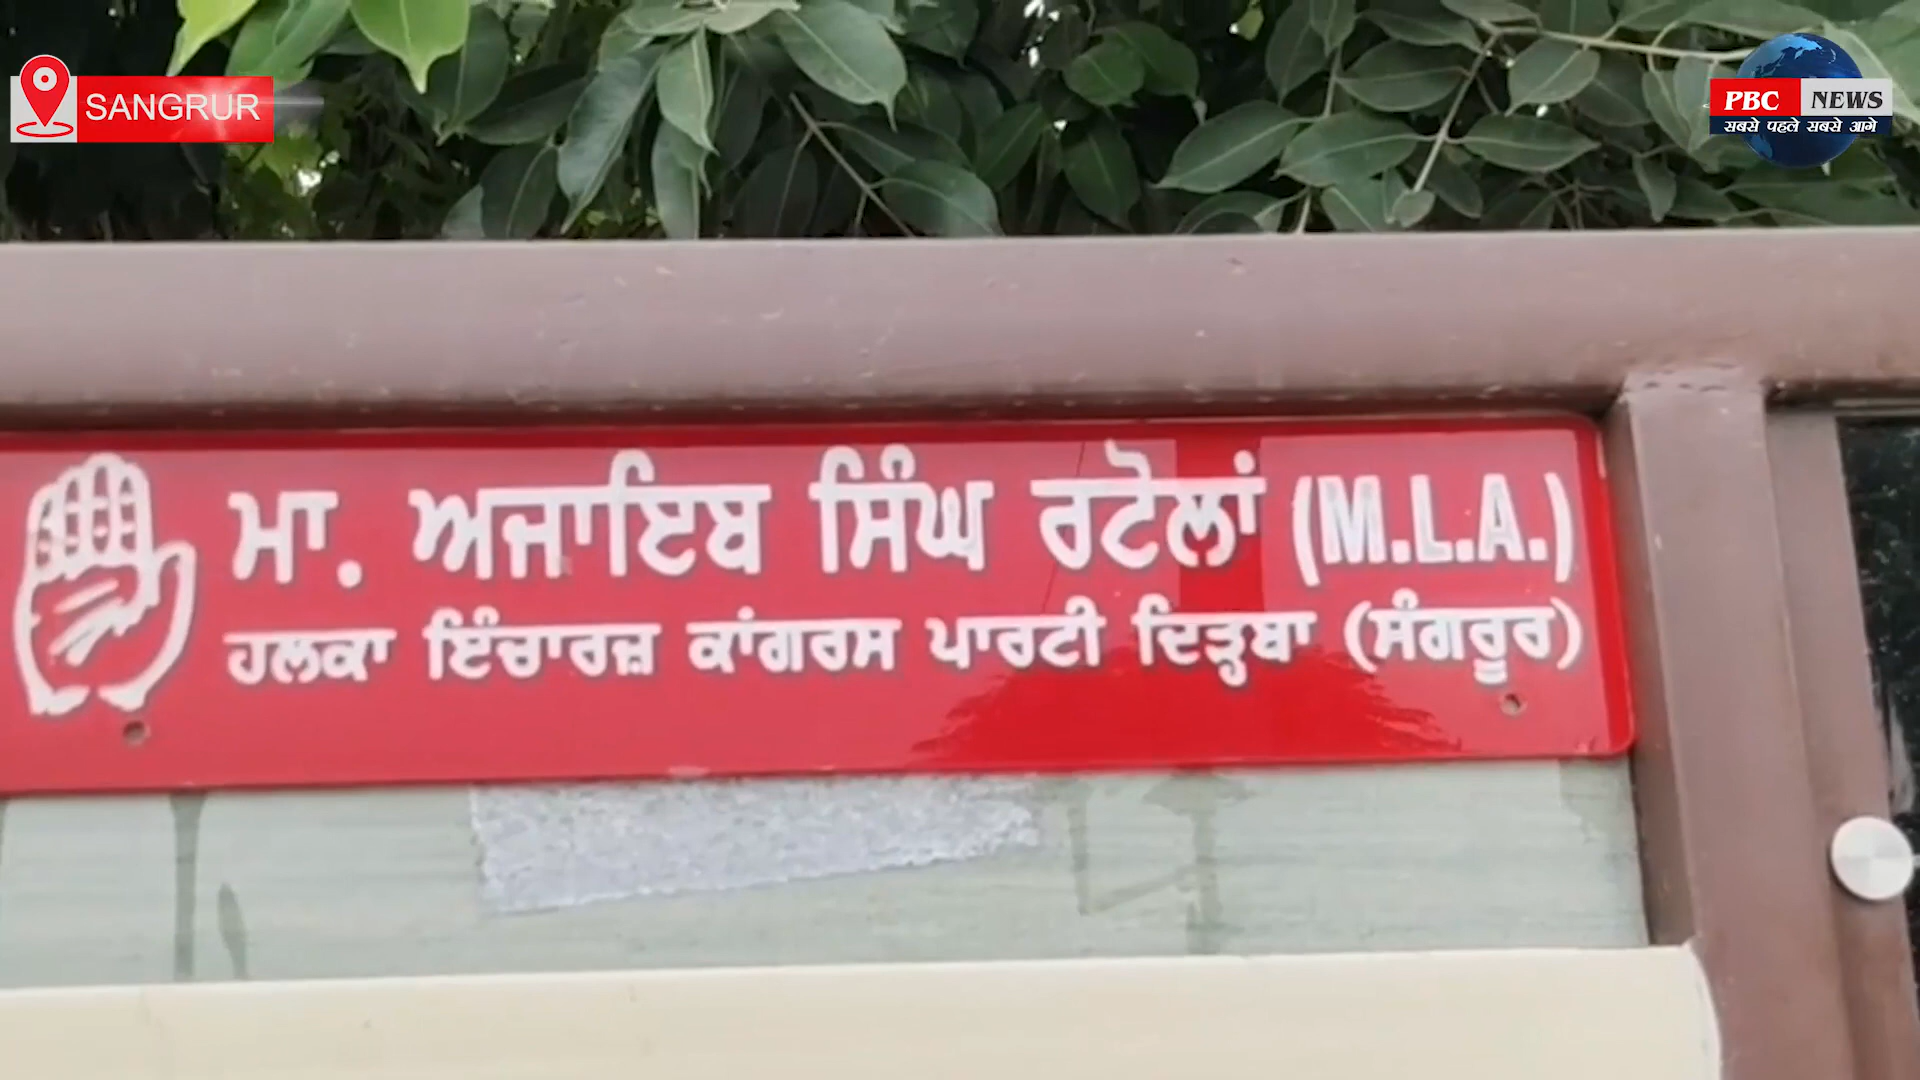 SANGRUR
PBC NEWS
सबसे पहले सबसे आगे
ਮਾ. ਅਜਾਇਬ ਸਿੰਘ ਰਟੋਲਾਂ (M.L.A.)
ਹਲਕਾ ਇੰਚਾਰਜ਼ ਕਾਂਗਰਸ ਪਾਰਟੀ ਦਿੜ੍ਹਬਾ (ਸੰਗਰੂਰ)